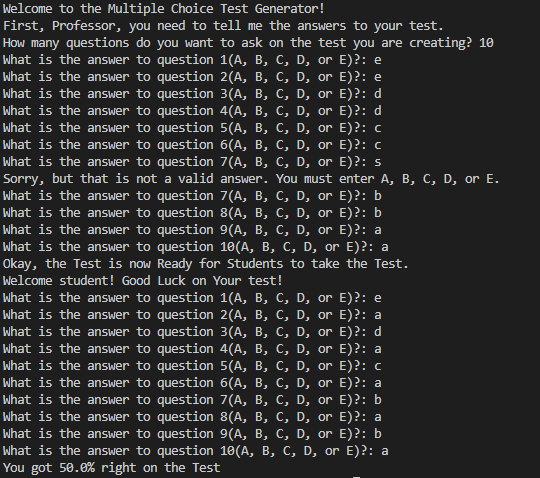 Welcome to the Multiple Choice Test Generator!
First, Professor, you need to tell me the answers to your test.
How many questions do you want to ask on the test you are creating? 10
What is the answer to question 1(A, B, C, D, or E)?: e
What is the answer to question 2(A, B, C, D, or E)?: e
What is the answer to question 3(A, B, C, D, or E)?: d
What is the answer to question 4(A, B, C, D, or E)?: d
What is the answer to question 5(A, B, C, D, or E)?: c
What is the answer to question 6(A, B, C, D, or E)?: c
What is the answer to question 7(A, B, C, D, or E)?: s
Sorry, but that is not a valid answer. You must enter A, B, C, D, or E.
What is the answer to question 7(A, B, C, D, or E)?: b
What is the answer to question 8(A, B, C, D, or E)?: b
What is the answer to question 9(A, B, C, D, or E)?: a
What is the answer to question 10(A, B, C, D, or E)?: a
Okay, the Test is now Ready for Students to take the Test.
Welcome student! Good Luck on Your test!
What is the answer to question 1(A, B, C, D, or E)?: e
What is the answer to question 2(A, B, C, D, or E)?: a
What is the answer to question 3(A, B, C, D, or E)?: d
What is the answer to question 4(A, B, C, D, or E)?: a
What is the answer to question 5(A, B, C, D, or E)?: c
What is the answer to question 6(A, B, C, D, or E)?: a
What is the answer to question 7(A, B, C, D, or E)?: b
What is the answer to question 8(A, B, C, D, or E)?: a
What is the answer to question 9(A, B, C, D, or E)?: b
What is the answer to question 10(A, B, C, D, or E)?: a
You got 50.0% right on the Test